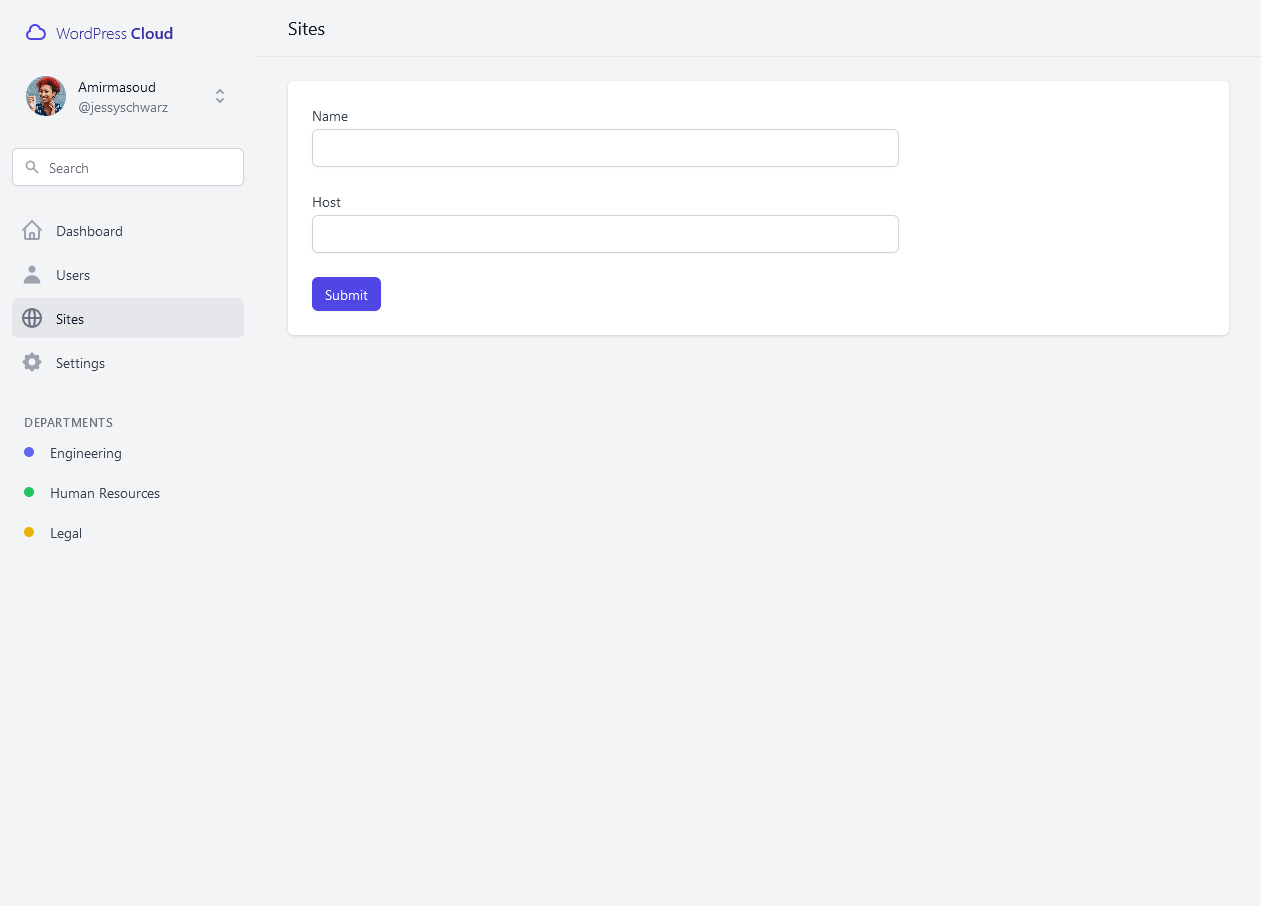 WordPress Cloud
Amirmasoud
@jessyschwarz
Search
Dashboard
Users
Sites
Settings
DEPARTMENTS
Engineering
Human Resources
Legal
Sites
Name
Host
Submit